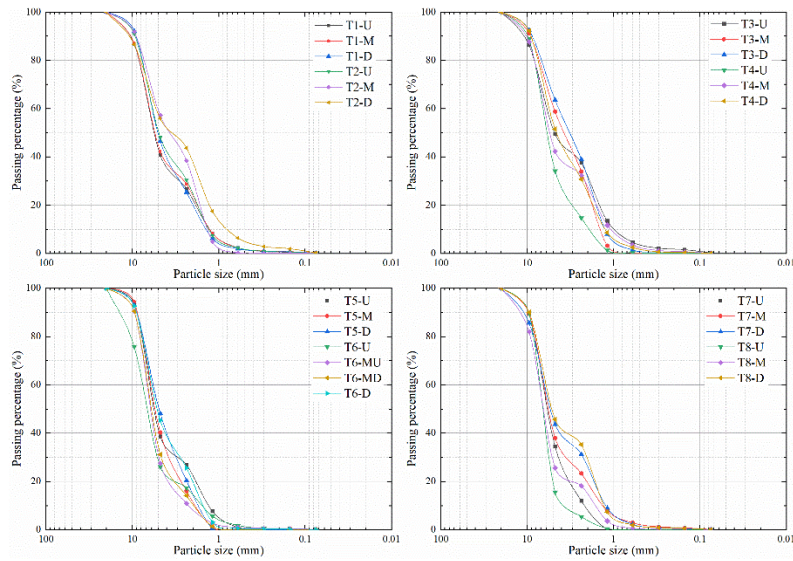 100
80
60
40
20
0
Passing percentage (%)
100
10
1
0.1
0.01
Particle size (mm)
T1-U
T1-M
T1-D
T2-U
T2-M
T2-D
100
80
60
40
20
0
Passing percentage (%)
100
10
1
0.1
0.01
Particle size (mm)
T3-U
T3-M
T3-D
T4-U
T4-M
T4-D
100
80
60
40
20
0
Passing percentage (%)
100
10
1
0.1
0.01
Particle size (mm)
T5-U
T5-M
T5-D
T6-U
T6-MU
T6-MD
T6-D
100
80
60
40
20
0
Passing percentage (%)
100
10
1
0.1
0.01
Particle size (mm)
T7-U
T7-M
T7-D
T8-U
T8-M
T8-D